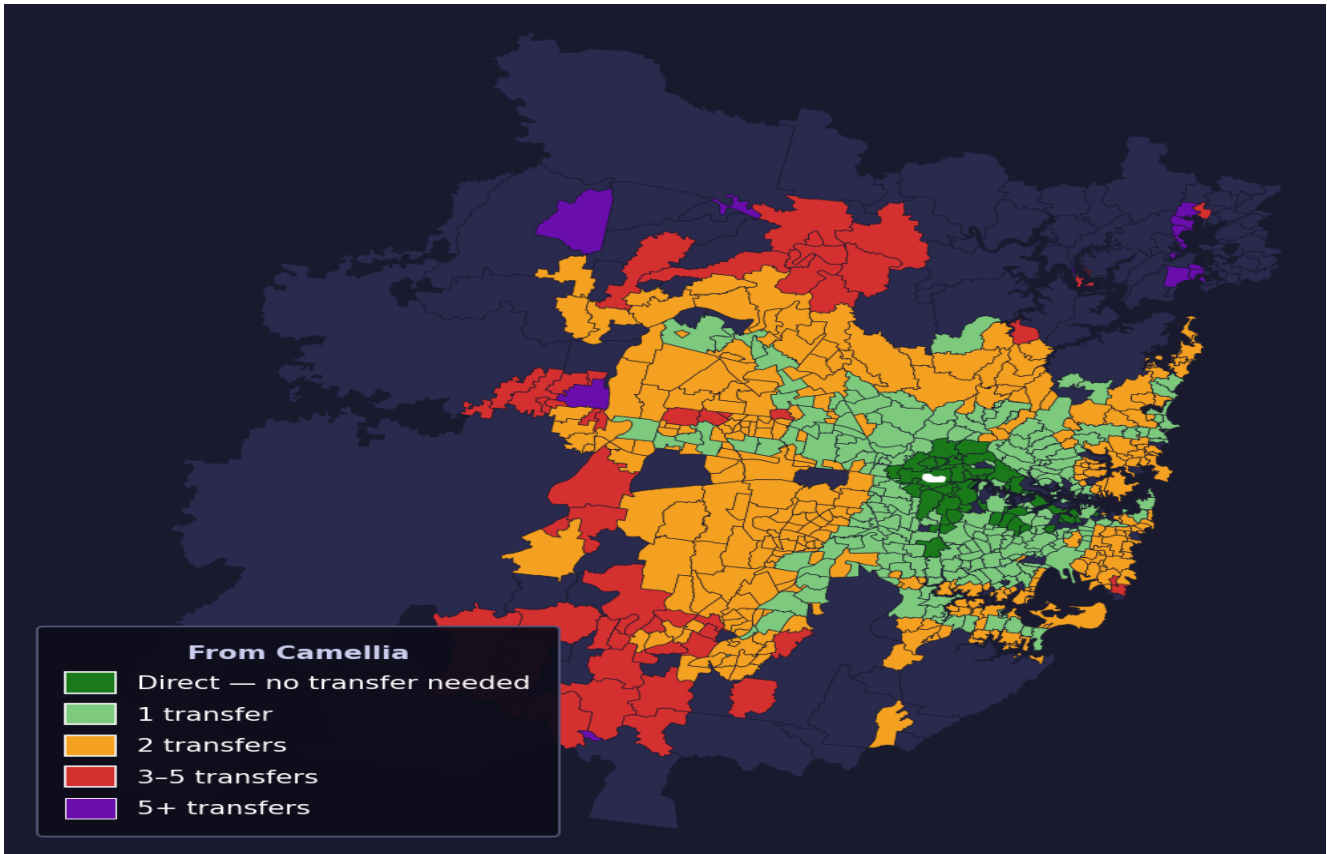 From Camellia
Direct — no transfer needed
1 transfer
2 transfers
3–5 transfers
5+ transfers